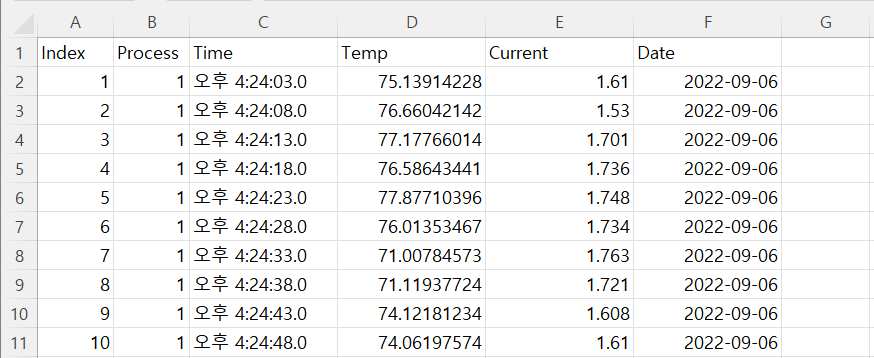 A B C D E F G
1 Index Process Time Temp Current Date
2 1 1 오후 4:24:03.0 75.13914228 1.61 2022-09-06
3 2 1 오후 4:24:08.0 76.66042142 1.53 2022-09-06
4 3 1 오후 4:24:13.0 77.17766014 1.701 2022-09-06
5 4 1 오후 4:24:18.0 76.58643441 1.736 2022-09-06
6 5 1 오후 4:24:23.0 77.87710396 1.748 2022-09-06
7 6 1 오후 4:24:28.0 76.01353467 1.734 2022-09-06
8 7 1 오후 4:24:33.0 71.00784573 1.763 2022-09-06
9 8 1 오후 4:24:38.0 71.11937724 1.721 2022-09-06
10 9 1 오후 4:24:43.0 74.12181234 1.608 2022-09-06
11 10 1 오후 4:24:48.0 74.06197574 1.61 2022-09-06